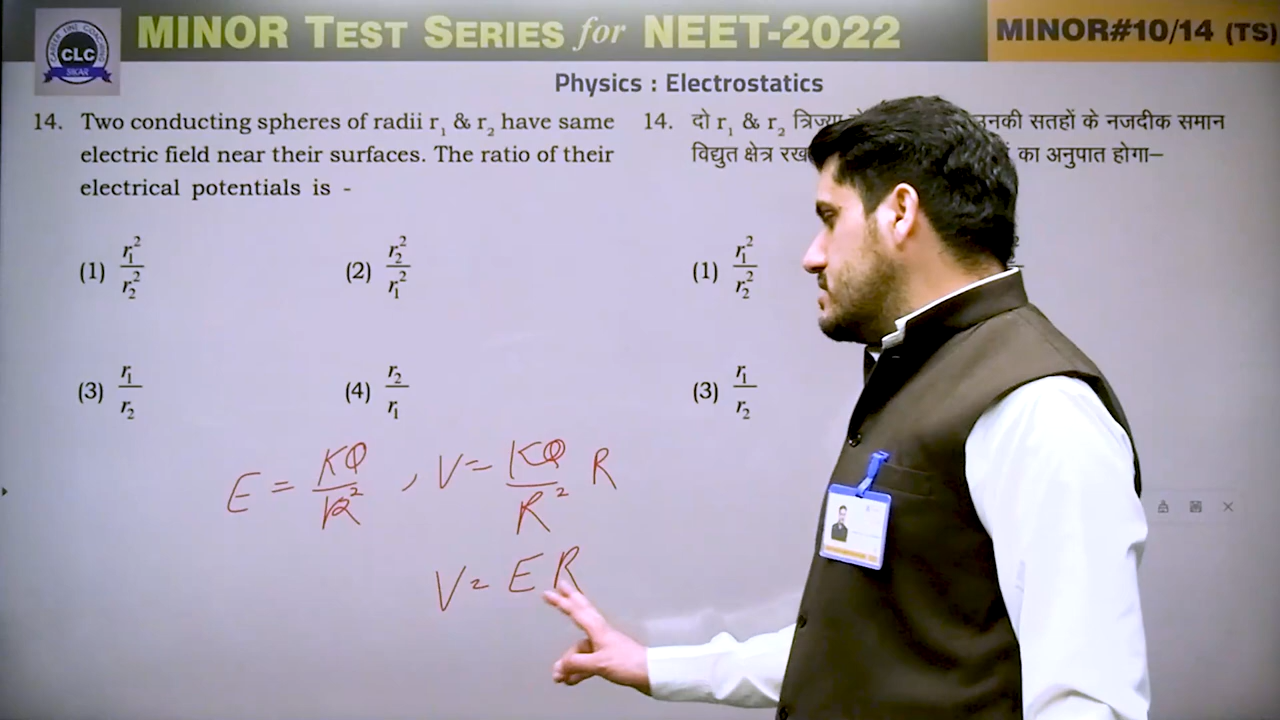 MINOR TEST SERIES for NEET-2022
MINOR#10/14 (TS)
CLC
SIKAR
Physics : Electrostatics
14. Two conducting spheres of radii r₁ & r₂ have same
electric field near their surfaces. The ratio of their
electrical potentials is -
(1) r₁²/r₂² (2) r₂²/r₁²
(3) r₁/r₂ (4) r₂/r₁
14. दो r₁ & r₂ उनकी सतहों के नजदीक समान
विद्युत क्षेत्र का अनुपात होगा–
(1) r₁²/r₂²
(3) r₁/r₂
E = KQ/R² , V = KQ/R² R
V = E R